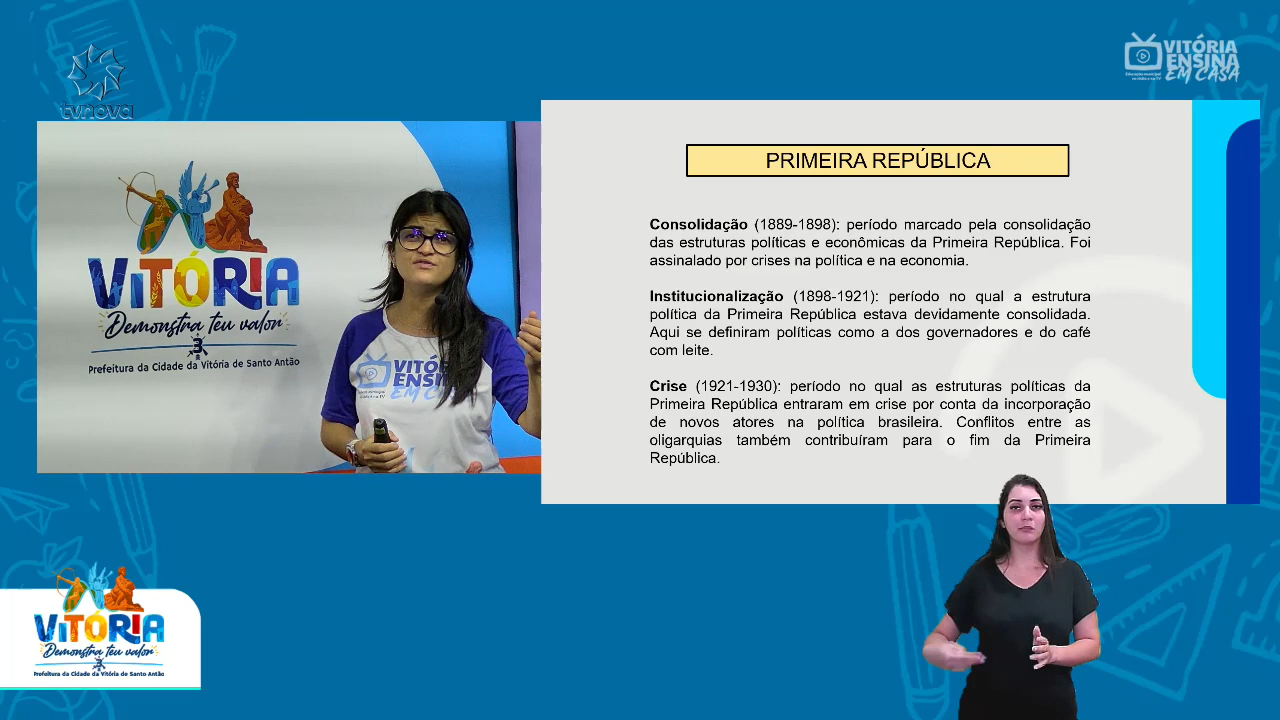 tvnova
VITÓRIA
ENSINA
EM CASA
VITÓRIA
Demonstra teu valor
Prefeitura da Cidade da Vitória de Santo Antão
VITÓR
ENSI
EM CA
PRIMEIRA REPÚBLICA
Consolidação (1889-1898): período marcado pela consolidação
das estruturas políticas e econômicas da Primeira República. Foi
assinalado por crises na política e na economia.
Institucionalização (1898-1921): período no qual a estrutura
política da Primeira República estava devidamente consolidada.
Aqui se definiram políticas como a dos governadores e do café
com leite.
Crise (1921-1930): período no qual as estruturas políticas da
Primeira República entraram em crise por conta da incorporação
de novos atores na política brasileira. Conflitos entre as
oligarquias também contribuíram para o fim da Primeira
República.
VITÓRIA
Demonstra teu valor
Prefeitura da Cidade da Vitória de Santo Antão